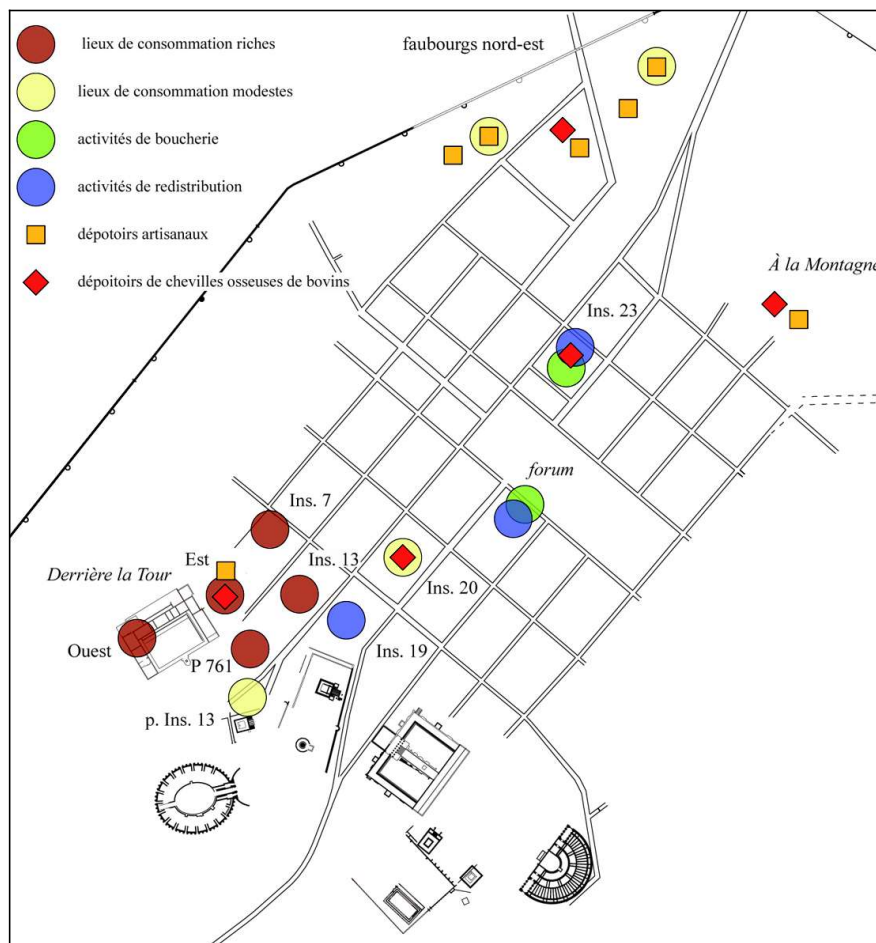 lieux de consommation riches
lieux de consommation modestes
activités de boucherie
activités de redistribution
dépotoirs artisanaux
dépoitoirs de chevilles osseuses de bovins
faubourgs nord-est
À la Montagne
Ins. 23
forum
Ins. 7
Est
Ins. 13
Derrière la Tour
Ins. 20
Ouest
P 761
Ins. 19
p. Ins. 13